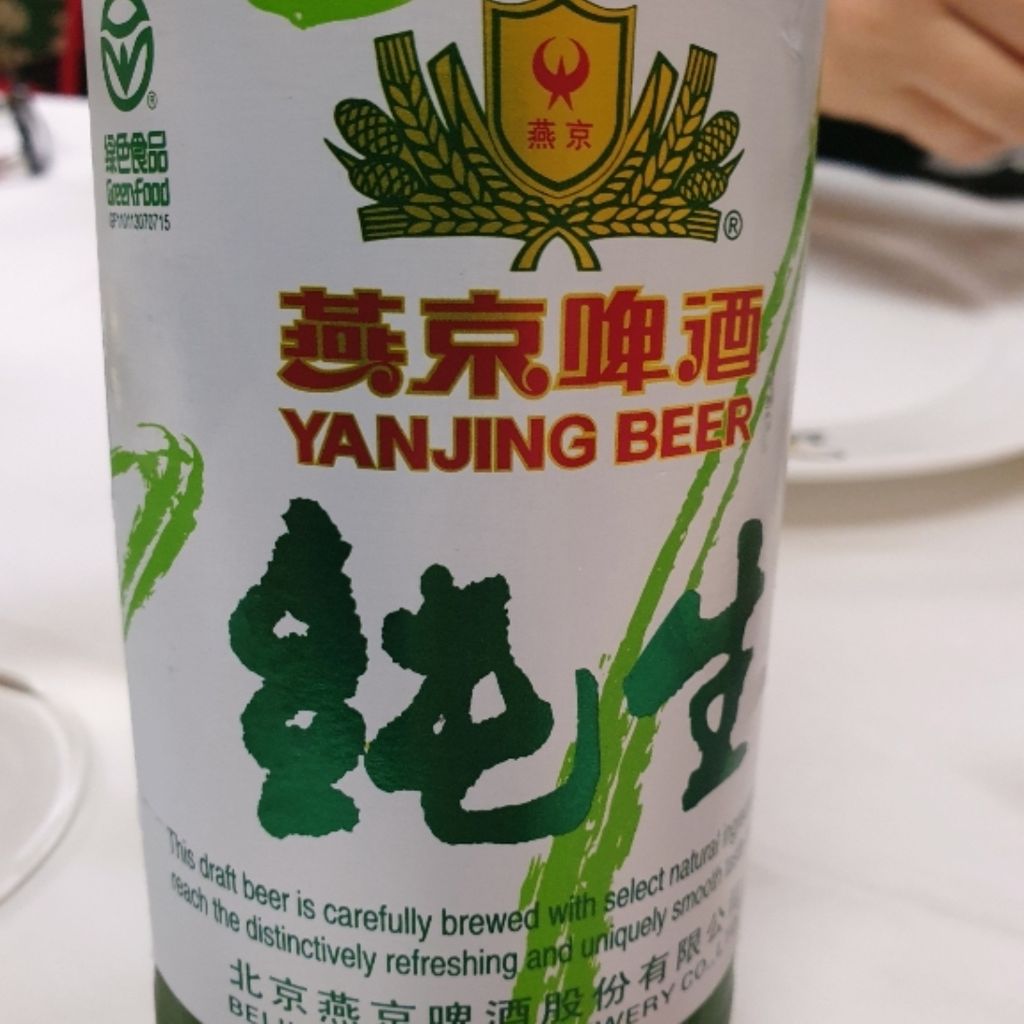 燕京
®
®
绿色食品
GreenFood
燕京啤酒
YANJING BEER
纯生
This draft beer is carefully brewed with select natural
reach the distinctively refreshing and uniquely smooth
北京燕京啤酒股份有限公